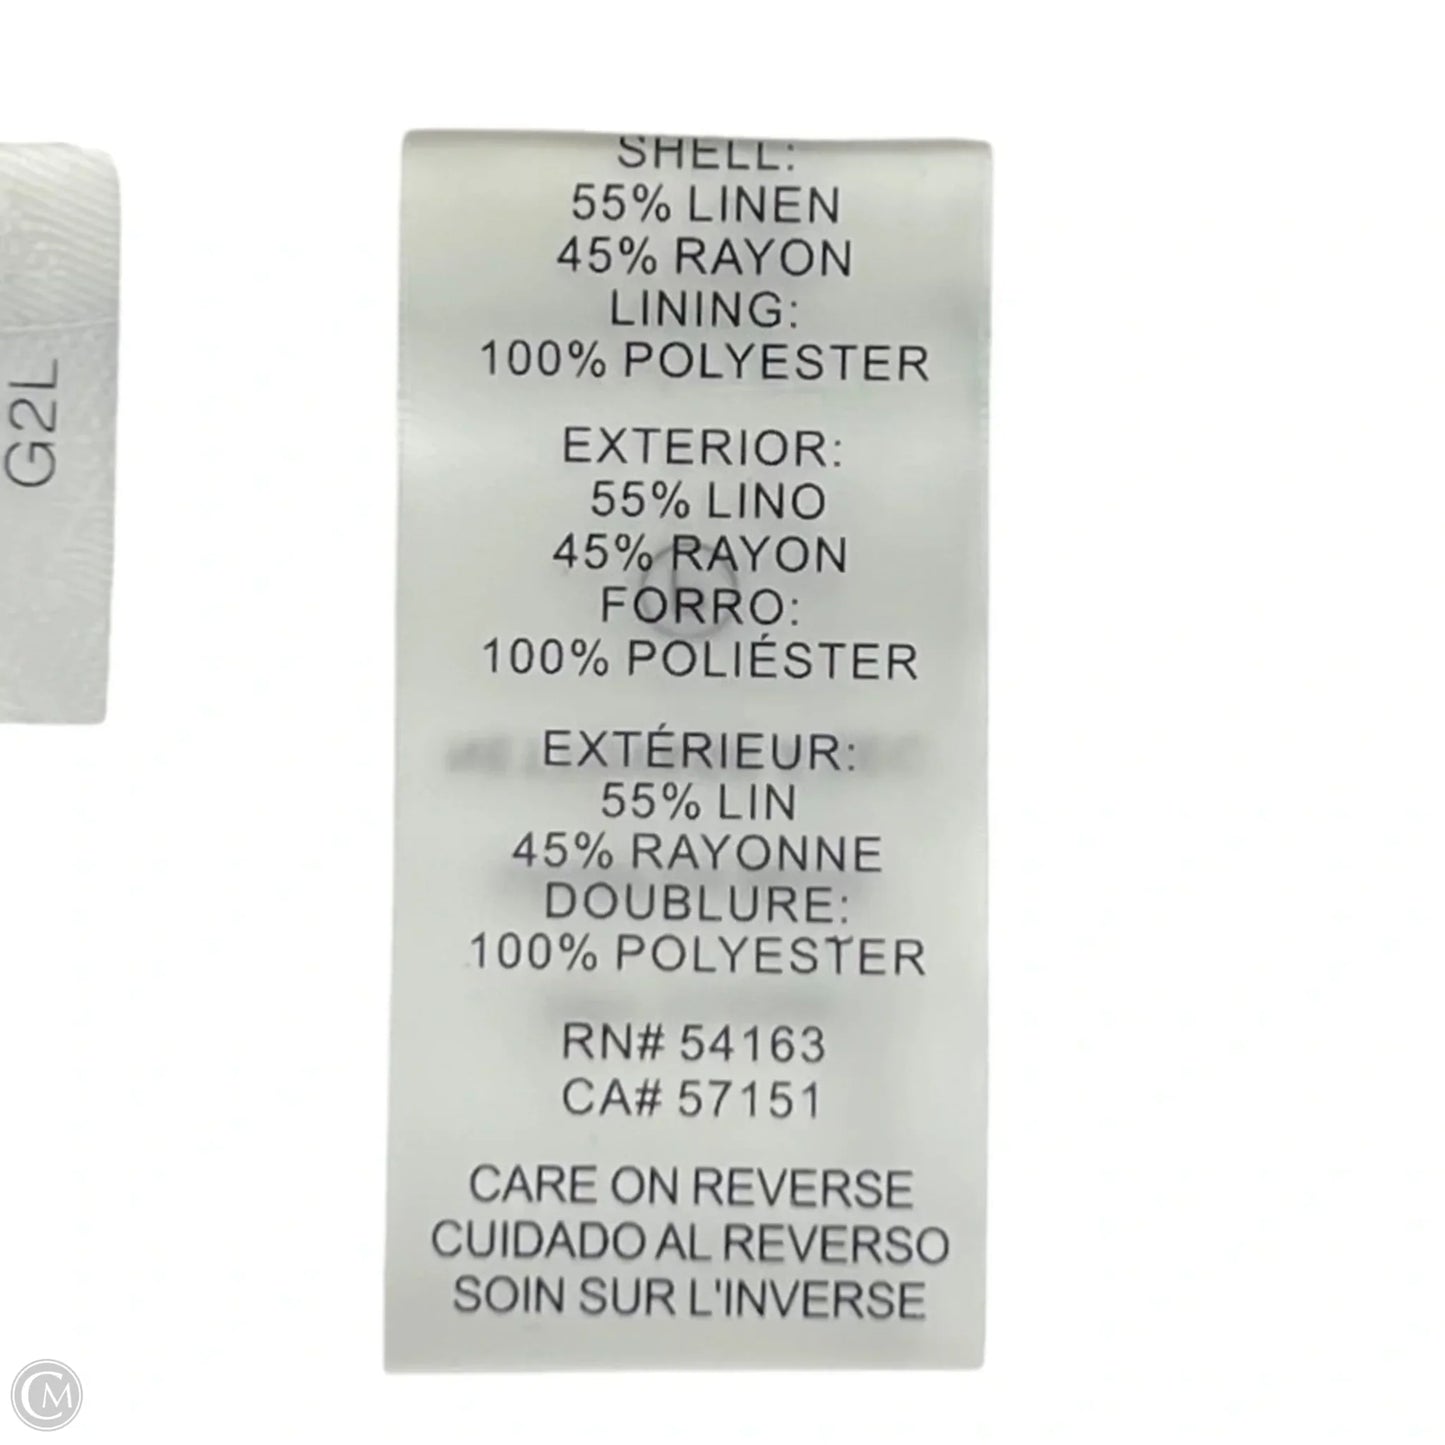 G2L
SHELL:
55% LINEN
45% RAYON
LINING:
100% POLYESTER
EXTERIOR:
55% LINO
45% RAYON
FORRO:
100% POLIÉSTER
EXTÉRIEUR:
55% LIN
45% RAYONNE
DOUBLURE:
100% POLYESTER
RN# 54163
CA# 57151
CARE ON REVERSE
CUIDADO AL REVERSO
SOIN SUR L'INVERSE
CM